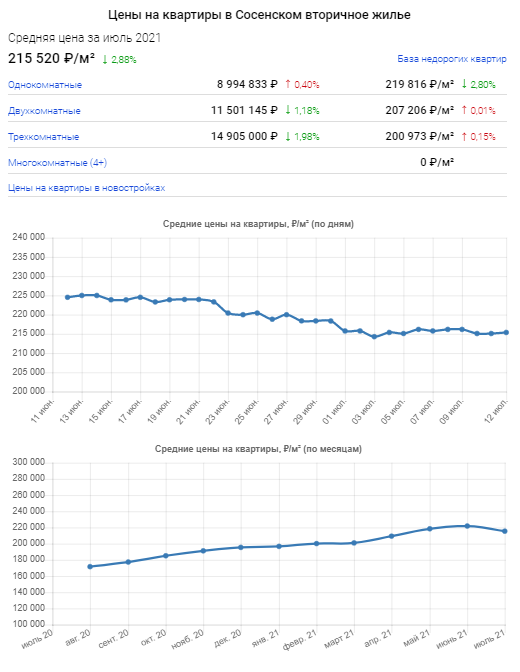 Цены на квартиры в Сосенском вторичное жилье
Средняя цена за июль 2021
215 520 ₽/м² ↓ 2,88% База недорогих квартир
Однокомнатные 8 994 833 ₽ ↑ 0,40% 219 816 ₽/м² ↓ 2,80%
Двухкомнатные 11 501 145 ₽ ↓ 1,18% 207 206 ₽/м² ↑ 0,01%
Трехкомнатные 14 905 000 ₽ ↓ 1,98% 200 973 ₽/м² ↑ 0,15%
Многокомнатные (4+) 0 ₽/м²
Цены на квартиры в новостройках
Средние цены на квартиры, ₽/м² (по дням)
240 000
235 000
230 000
225 000
220 000
215 000
210 000
205 000
200 000
11 июн. 13 июн. 15 июн. 17 июн. 19 июн. 21 июн. 23 июн. 25 июн. 27 июн. 29 июн. 01 июл. 03 июл. 05 июл. 07 июл. 09 июл. 12 июл.
Средние цены на квартиры, ₽/м² (по месяцам)
300 000
280 000
260 000
240 000
220 000
200 000
180 000
160 000
140 000
120 000
100 000
июль 20 авг. 20 сент. 20 окт. 20 нояб. 20 дек. 20 янв. 21 февр. 21 март 21 апр. 21 май 21 июнь 21 июль 21